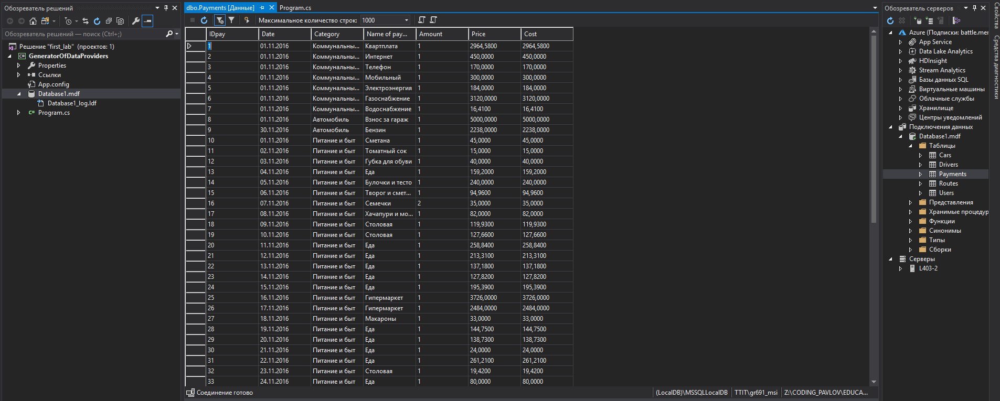 Обозреватель решений
Обозреватель решений — поиск (Ctrl+;)
Решение "first_lab" (проектов: 1)
GeneratorOfDataProviders
Properties
Ссылки
App.config
Database1.mdf
Database1_log.ldf
Program.cs
dbo.Payments [Данные] Program.cs
Максимальное количество строк: 1000
IDpay Date Category Name of pay... Amount Price Cost
1 01.11.2016 Коммунальны... Квартплата 1 2964,5800 2964,5800
2 01.11.2016 Коммунальны... Интернет 1 450,0000 450,0000
3 01.11.2016 Коммунальны... Телефон 1 170,0000 170,0000
4 01.11.2016 Коммунальны... Мобильный 1 300,0000 300,0000
5 01.11.2016 Коммунальны... Электроэнергия 1 184,0000 184,0000
6 01.11.2016 Коммунальны... Газоснабжение 1 3120,0000 3120,0000
7 01.11.2016 Коммунальны... Водоснабжение 1 16,4100 16,4100
8 01.11.2016 Автомобиль Взнос за гараж 1 5000,0000 5000,0000
9 30.11.2016 Автомобиль Бензин 1 2238,0000 2238,0000
10 01.11.2016 Питание и быт Сметана 1 45,0000 45,0000
11 02.11.2016 Питание и быт Томатный сок 1 15,0000 15,0000
12 03.11.2016 Питание и быт Губка для обуви 1 40,0000 40,0000
13 04.11.2016 Питание и быт Еда 1 159,2000 159,2000
14 05.11.2016 Питание и быт Булочки и тесто 1 240,0000 240,0000
15 06.11.2016 Питание и быт Творог и смет... 1 94,9600 94,9600
16 07.11.2016 Питание и быт Семечки 2 35,0000 35,0000
17 08.11.2016 Питание и быт Хачапури и мо... 1 82,0000 82,0000
18 09.11.2016 Питание и быт Столовая 1 119,9300 119,9300
19 10.11.2016 Питание и быт Столовая 1 127,6600 127,6600
20 11.11.2016 Питание и быт Еда 1 258,8400 258,8400
21 12.11.2016 Питание и быт Еда 1 213,3100 213,3100
22 13.11.2016 Питание и быт Еда 1 137,1800 137,1800
23 14.11.2016 Питание и быт Еда 1 127,8200 127,8200
24 15.11.2016 Питание и быт Еда 1 195,3900 195,3900
25 16.11.2016 Питание и быт Гипермаркет 1 3726,0000 3726,0000
26 17.11.2016 Питание и быт Гипермаркет 1 2484,0000 2484,0000
27 18.11.2016 Питание и быт Макароны 1 33,0000 33,0000
28 19.11.2016 Питание и быт Еда 1 144,7500 144,7500
29 20.11.2016 Питание и быт Еда 1 138,7300 138,7300
30 21.11.2016 Питание и быт Еда 1 24,0000 24,0000
31 22.11.2016 Питание и быт Еда 1 261,2100 261,2100
32 23.11.2016 Питание и быт Столовая 1 19,4200 19,4200
33 24.11.2016 Питание и быт Еда 1 80,0000 80,0000
Соединение готово (LocalDB)\MSSQLLocalDB TTIT\gr691_msi Z:\CODING_PAVLOV\EDUCA...
Обозреватель серверов
Azure (Подписки: battle.mer
App Service
Data Lake Analytics
HDInsight
Stream Analytics
Базы данных SQL
Виртуальные машины
Облачные службы
Хранилище
Центры уведомлений
Подключения данных
Database1.mdf
Таблицы
Cars
Drivers
Payments
Routes
Users
Представления
Хранимые процедур
Функции
Синонимы
Типы
Сборки
Серверы
L403-2
Свойства
Средства диагностики